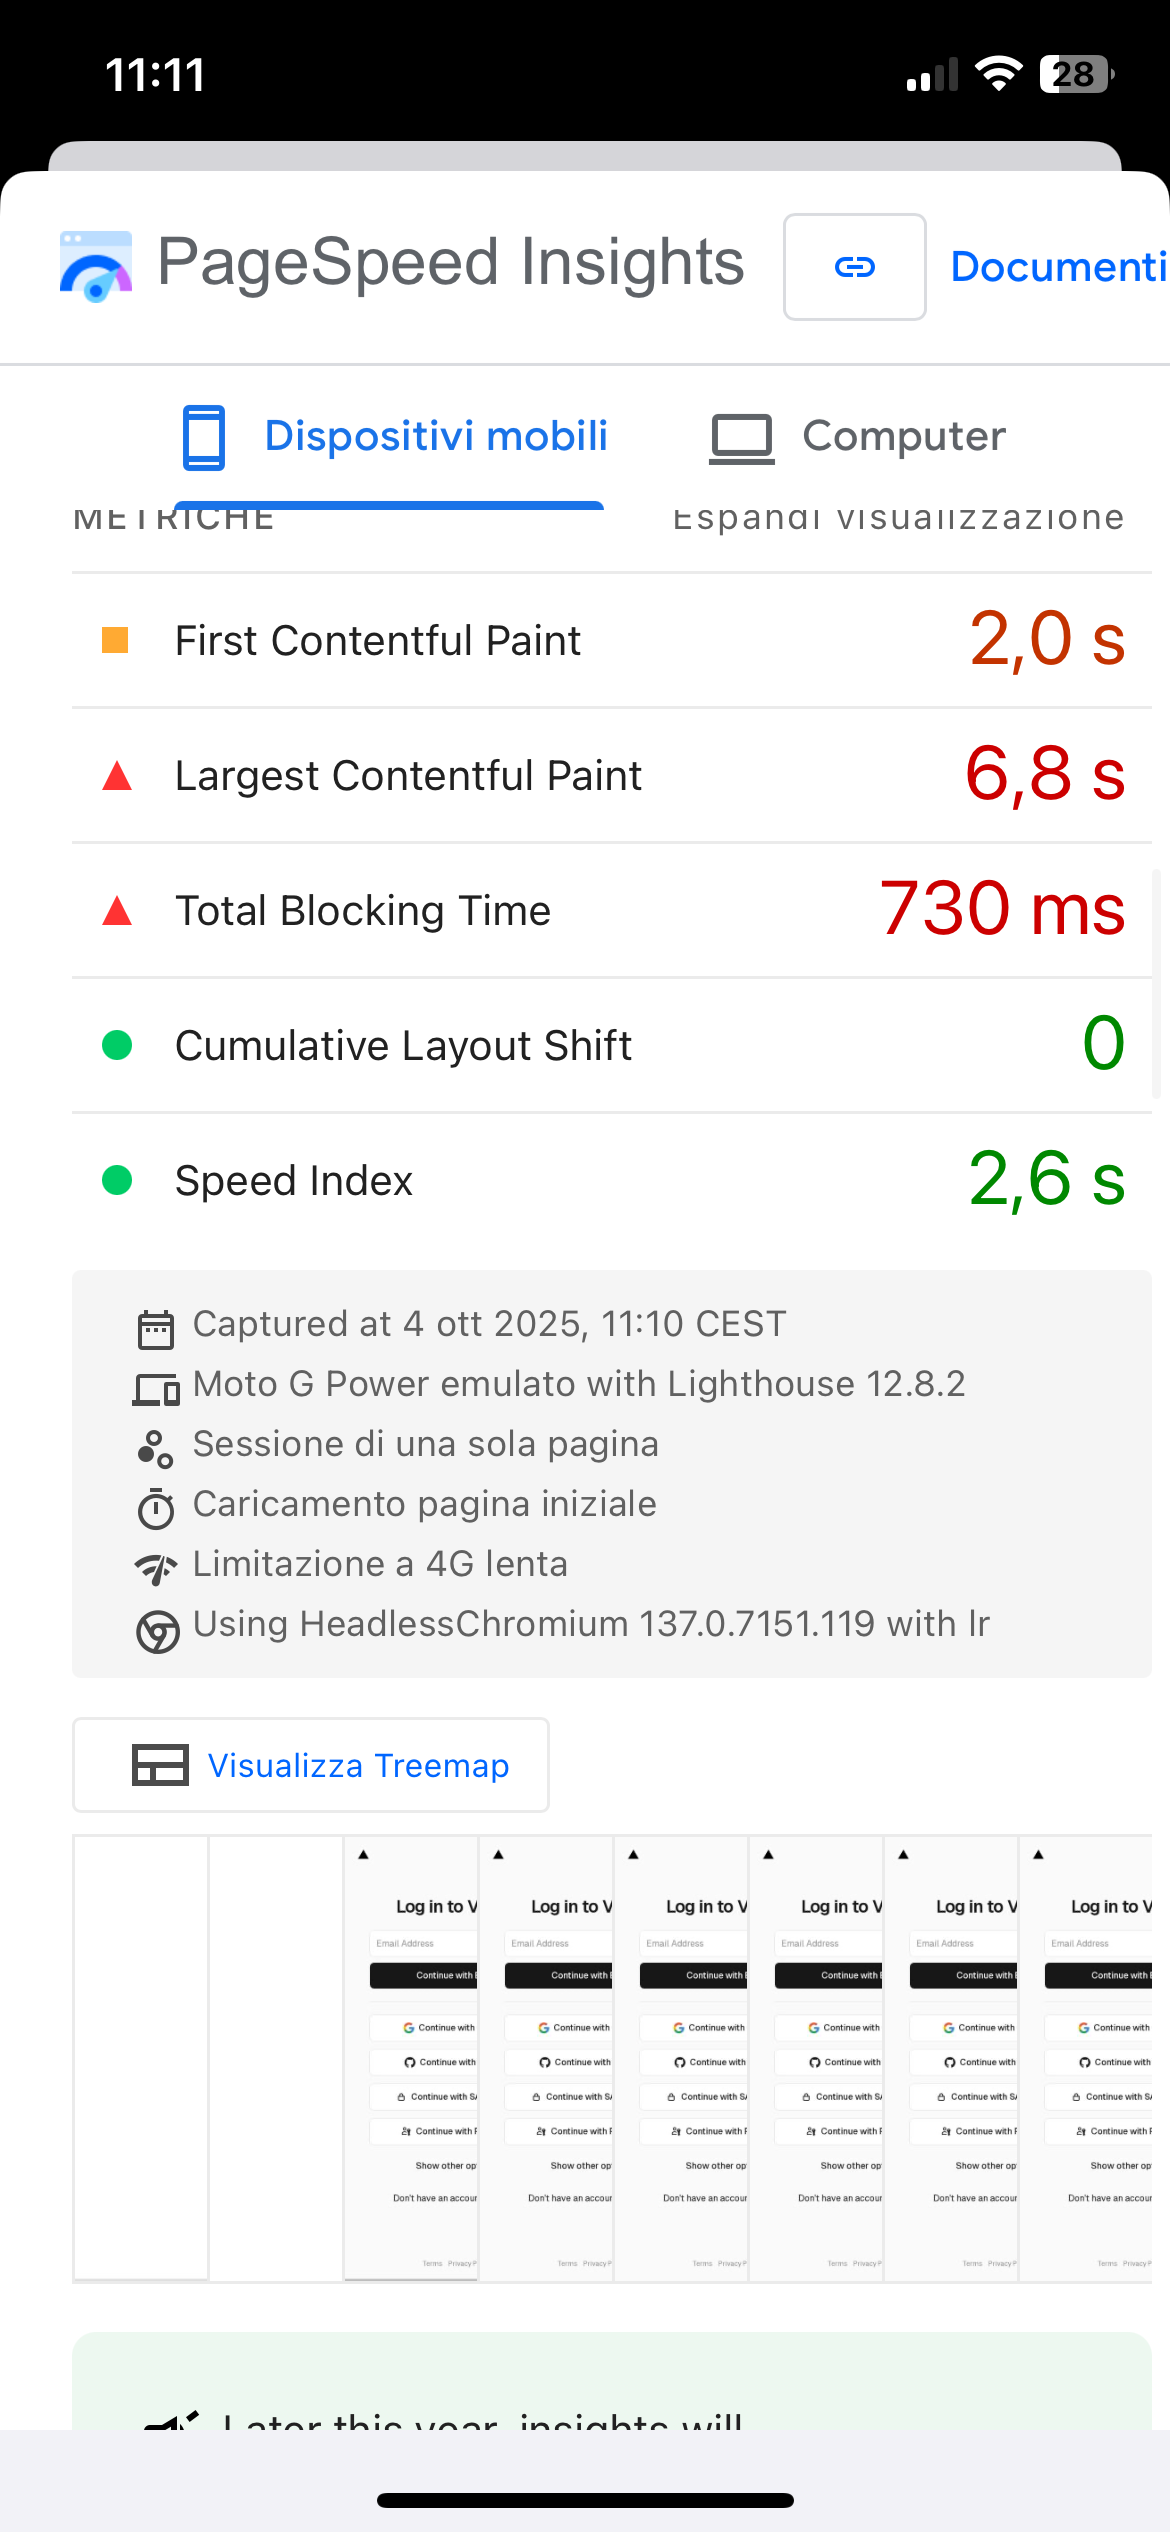 11:11
28
PageSpeed Insights
Documenti
Dispositivi mobili
Computer
METRICHE
Espandi visualizzazione
First Contentful Paint
2,0 s
Largest Contentful Paint
6,8 s
Total Blocking Time
730 ms
Cumulative Layout Shift
0
Speed Index
2,6 s
Captured at 4 ott 2025, 11:10 CEST
Moto G Power emulato with Lighthouse 12.8.2
Sessione di una sola pagina
Caricamento pagina iniziale
Limitazione a 4G lenta
Using HeadlessChromium 137.0.7151.119 with lr
Visualizza Treemap
Log in to V Log in to V Log in to V Log in to V Log in to V Log in to V
Email Address Email Address Email Address Email Address Email Address Email Address
Continue with E Continue with E Continue with E Continue with E Continue with E Continue with E
Continue with Continue with Continue with Continue with Continue with Continue with
Continue with Continue with Continue with Continue with Continue with Continue with
Continue with SA Continue with SA Continue with SA Continue with SA Continue with SA Continue with SA
Continue with P Continue with P Continue with P Continue with P Continue with P Continue with P
Show other op Show other op Show other op Show other op Show other op Show other op
Don't have an accour Don't have an accour Don't have an accour Don't have an accour Don't have an accour Don't have an accour
Terms Privacy P Terms Privacy P Terms Privacy P Terms Privacy P Terms Privacy P Terms Privacy P
Later this year, insights will